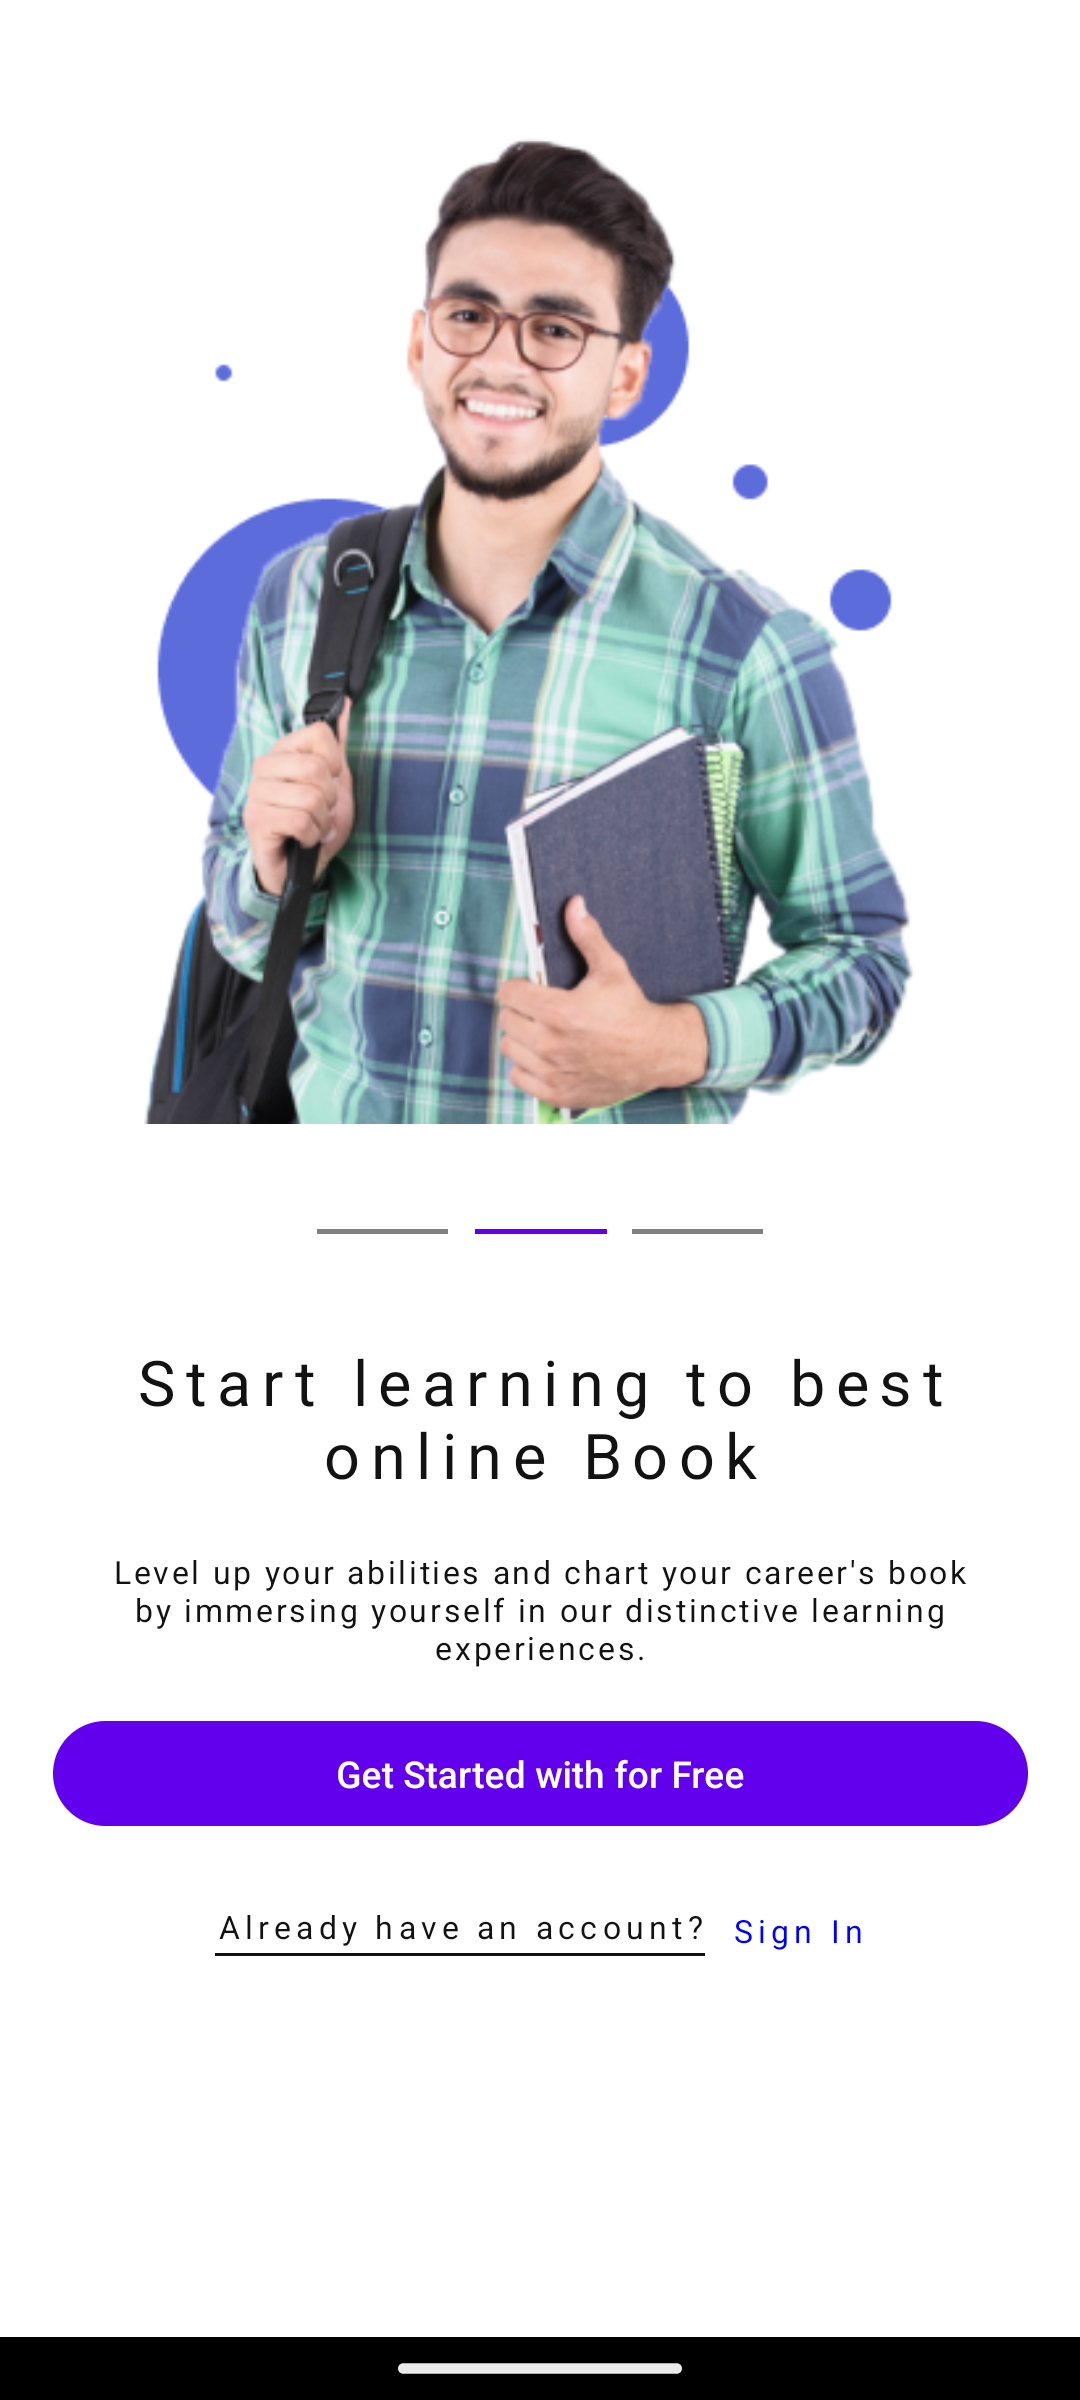 Start learning to best
online Book
Level up your abilities and chart your career's book
by immersing yourself in our distinctive learning
experiences.
Get Started with for Free
Already have an account? Sign In